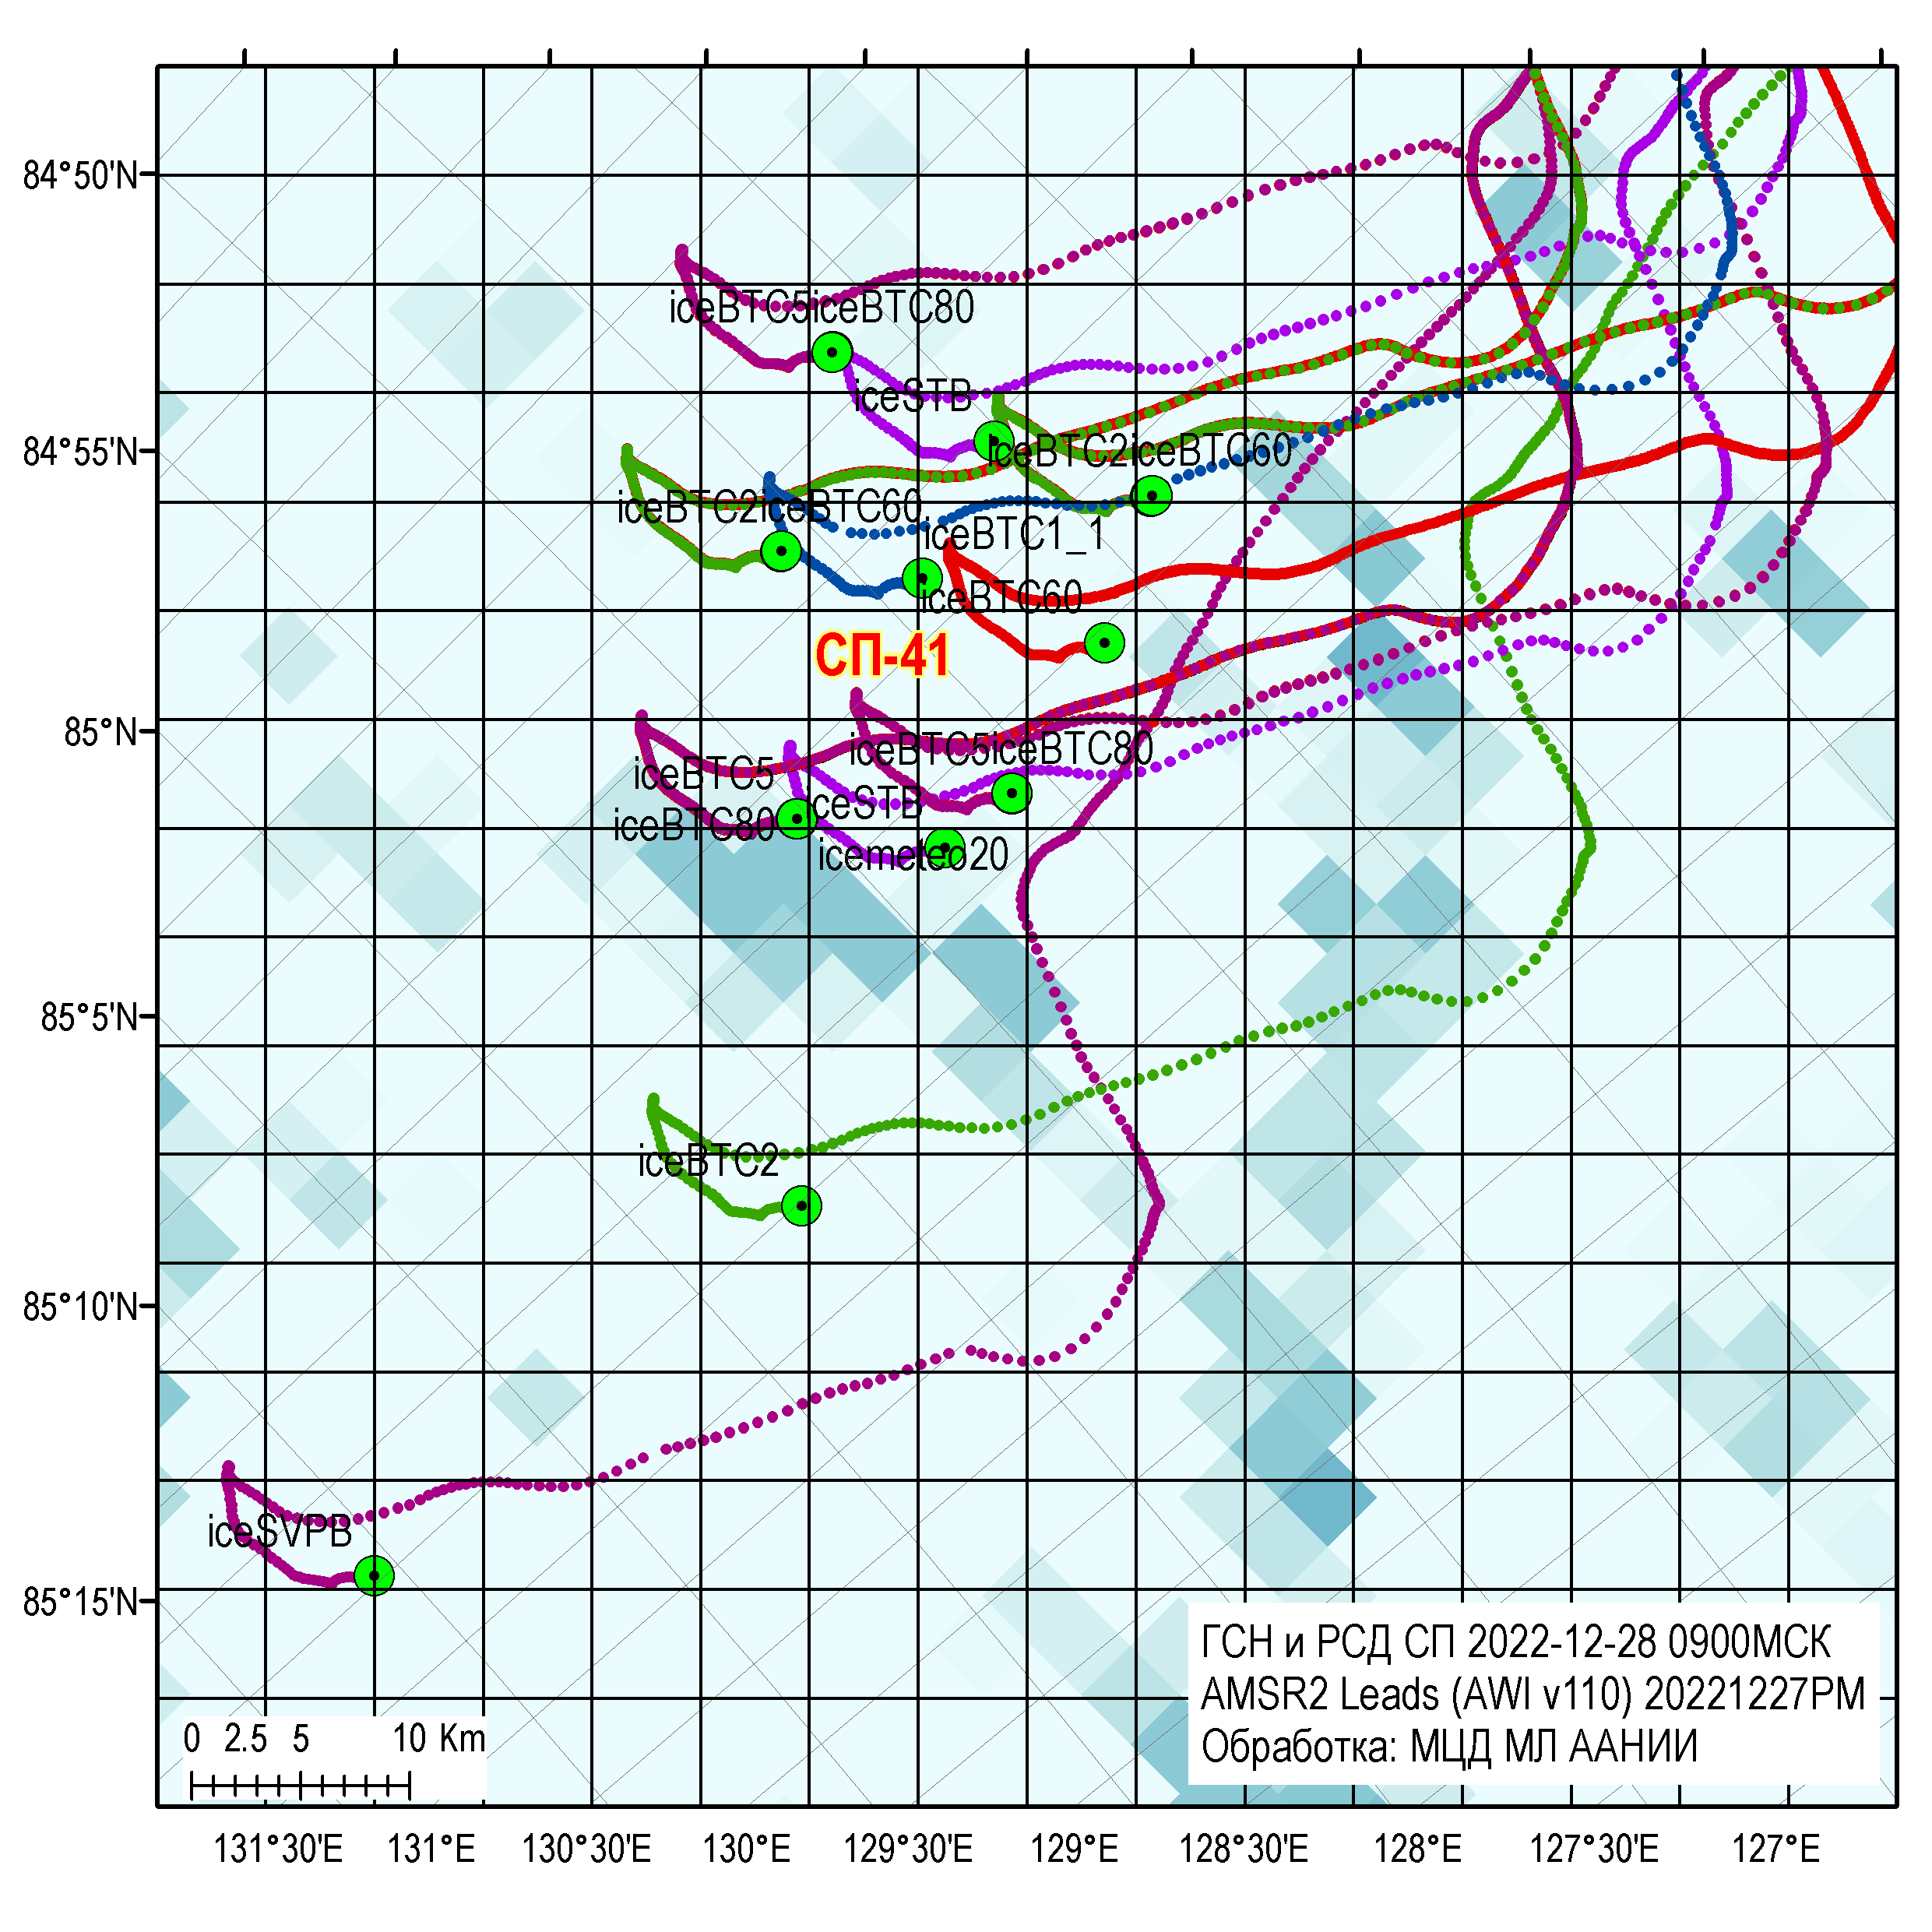 84°50'N
iceBTC5iceBTC80
iceSTB
84°55'N
iceBTC2iceBTC60
iceBTC2iceBTC60
iceBTC1_1
iceBTC60
СП-41
85°N
iceBTC5iceBTC80
iceBTC5
iceSTB
iceBTC80
icemeteo20
85°5'N
iceBTC2
85°10'N
iceSVPB
85°15'N
ГСН и РСД СП 2022-12-28 0900МСК
AMSR2 Leads (AWI v110) 20221227PM
Обработка: МЦД МЛ ААНИИ
0 2.5 5 10 Km
131°30'E 131°E 130°30'E 130°E 129°30'E 129°E 128°30'E 128°E 127°30'E 127°E